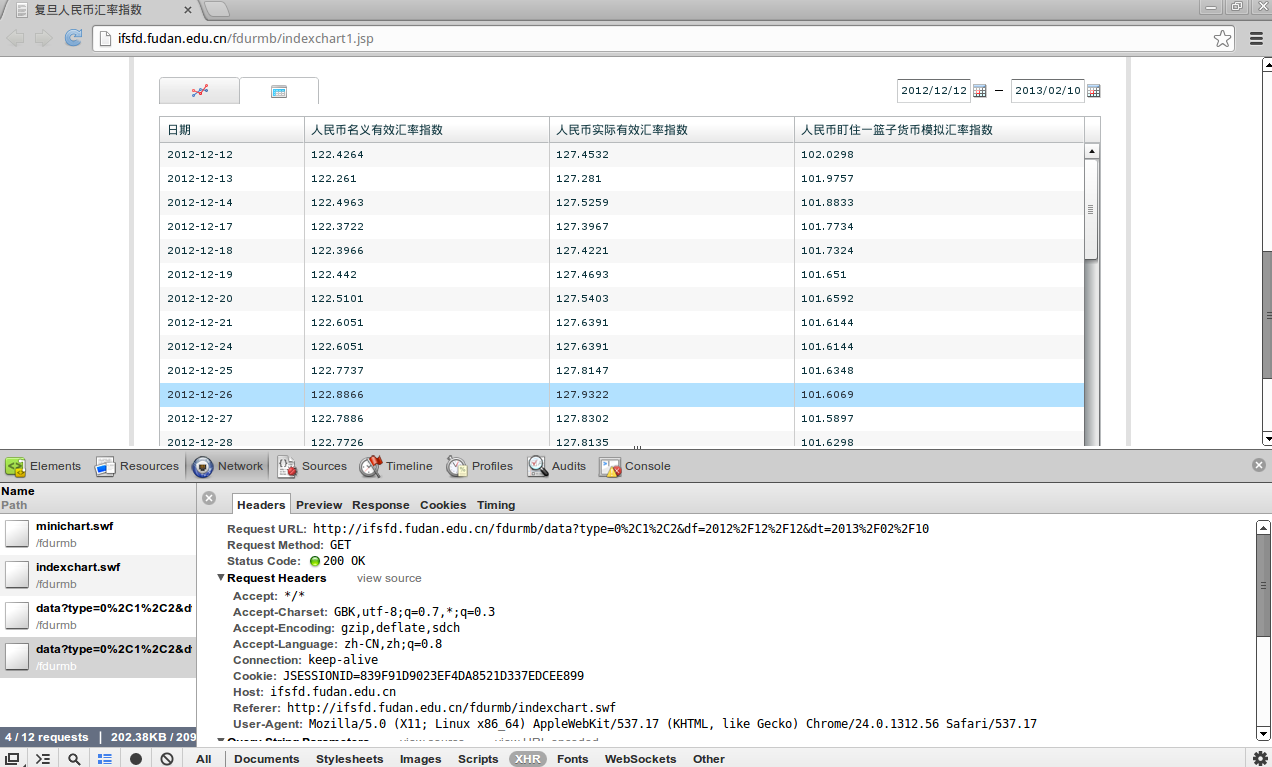 复旦人民币汇率指数
ifsfd.fudan.edu.cn/fdurmb/indexchart1.jsp
2012/12/12 — 2013/02/10
日期 人民币名义有效汇率指数 人民币实际有效汇率指数 人民币盯住一篮子货币模拟汇率指数
2012-12-12 122.4264 127.4532 102.0298
2012-12-13 122.261 127.281 101.9757
2012-12-14 122.4963 127.5259 101.8833
2012-12-17 122.3722 127.3967 101.7734
2012-12-18 122.3966 127.4221 101.7324
2012-12-19 122.442 127.4693 101.651
2012-12-20 122.5101 127.5403 101.6592
2012-12-21 122.6051 127.6391 101.6144
2012-12-24 122.6051 127.6391 101.6144
2012-12-25 122.7737 127.8147 101.6348
2012-12-26 122.8866 127.9322 101.6069
2012-12-27 122.7886 127.8302 101.5897
2012-12-28 122.7726 127.8135 101.6298
Elements Resources Network Sources Timeline Profiles Audits Console
Name
Path
minichart.swf
/fdurmb
indexchart.swf
/fdurmb
data?type=0%2C1%2C2&d
/fdurmb
data?type=0%2C1%2C2&d
/fdurmb
Headers Preview Response Cookies Timing
Request URL: http://ifsfd.fudan.edu.cn/fdurmb/data?type=0%2C1%2C2&df=2012%2F12%2F12&dt=2013%2F02%2F10
Request Method: GET
Status Code: 200 OK
Request Headers view source
Accept: */*
Accept-Charset: GBK,utf-8;q=0.7,*;q=0.3
Accept-Encoding: gzip,deflate,sdch
Accept-Language: zh-CN,zh;q=0.8
Connection: keep-alive
Cookie: JSESSIONID=839F91D9023EF4DA8521D337EDCEE899
Host: ifsfd.fudan.edu.cn
Referer: http://ifsfd.fudan.edu.cn/fdurmb/indexchart.swf
User-Agent: Mozilla/5.0 (X11; Linux x86_64) AppleWebKit/537.17 (KHTML, like Gecko) Chrome/24.0.1312.56 Safari/537.17
Query String Parameters view source view URL encoded
4 / 12 requests | 202.38KB / 209
All Documents Stylesheets Images Scripts XHR Fonts WebSockets Other